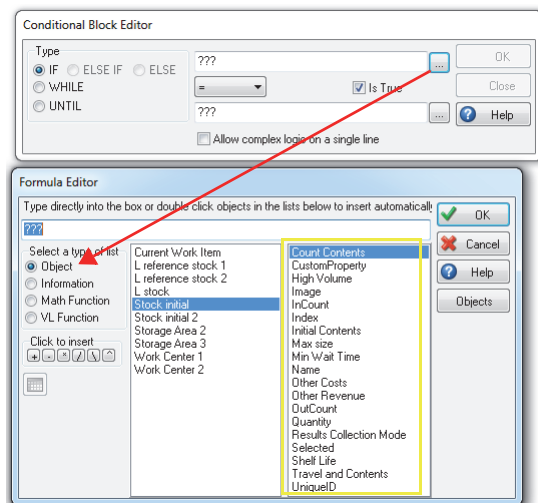 Conditional Block Editor
Type
IF ELSE IF ELSE
WHILE
UNTIL
???
...
=
Is True
???
...
Allow complex logic on a single line
OK
Close
Help
Formula Editor
Type directly into the box or double click objects in the lists below to insert automatically
???
Select a type of list
Object
Information
Math Function
VL Function
Click to insert
+ - * / \ ^
Current Work Item
L reference stock 1
L reference stock 2
L stock
Stock initial
Stock initial 2
Storage Area 2
Storage Area 3
Work Center 1
Work Center 2
Count Contents
CustomProperty
High Volume
Image
InCount
Index
Initial Contents
Max size
Min Wait Time
Name
Other Costs
Other Revenue
OutCount
Quantity
Results Collection Mode
Selected
Shelf Life
Travel and Contents
UniqueID
OK
Cancel
Help
Objects